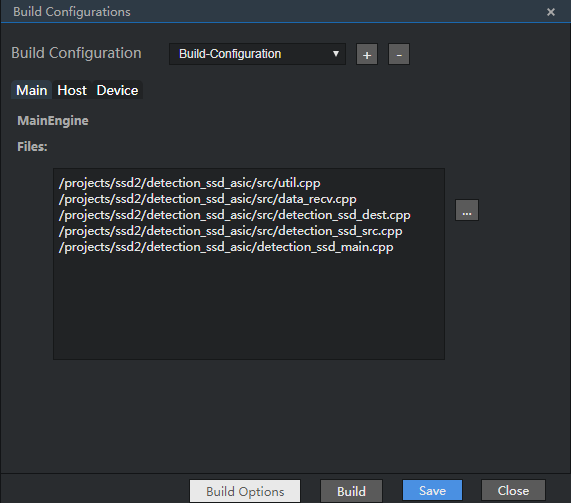 Build Configurations ×
Build Configuration Build-Configuration ▼ + -
Main Host Device
MainEngine
Files:
/projects/ssd2/detection_ssd_asic/src/util.cpp
/projects/ssd2/detection_ssd_asic/src/data_recv.cpp
/projects/ssd2/detection_ssd_asic/src/detection_ssd_dest.cpp
/projects/ssd2/detection_ssd_asic/src/detection_ssd_src.cpp
/projects/ssd2/detection_ssd_asic/detection_ssd_main.cpp
...
Build Options Build Save Close